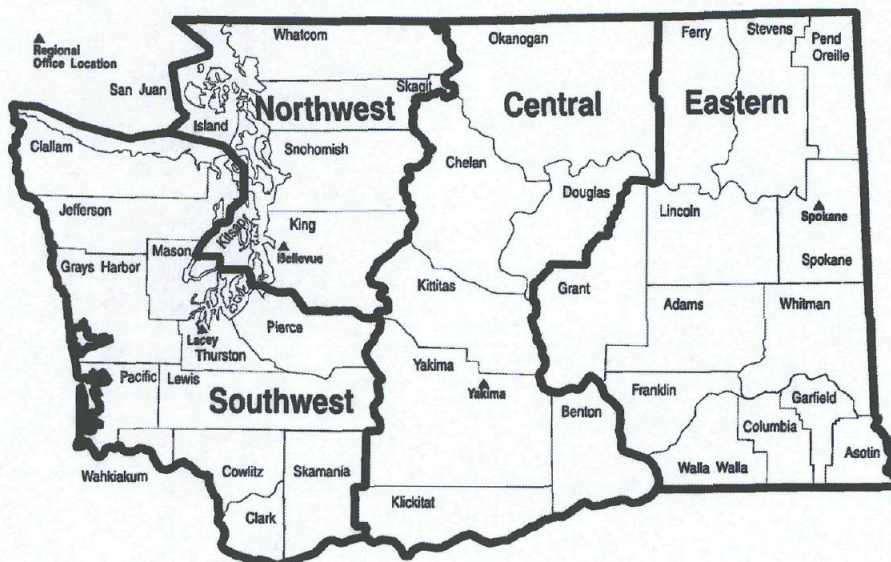 Regional
Office Location
San Juan
Whatcom
Skagit
Northwest
Island
Snohomish
King
Kitsap
Bellevue
Clallam
Jefferson
Mason
Grays Harbor
Lacey
Thurston
Pierce
Pacific
Lewis
Southwest
Wahkiakum
Cowlitz
Skamania
Clark
Okanogan
Central
Chelan
Douglas
Kittitas
Yakima
Yakima
Benton
Klickitat
Ferry
Stevens
Pend
Oreille
Eastern
Lincoln
Spokane
Spokane
Grant
Adams
Whitman
Franklin
Garfield
Columbia
Walla Walla
Asotin